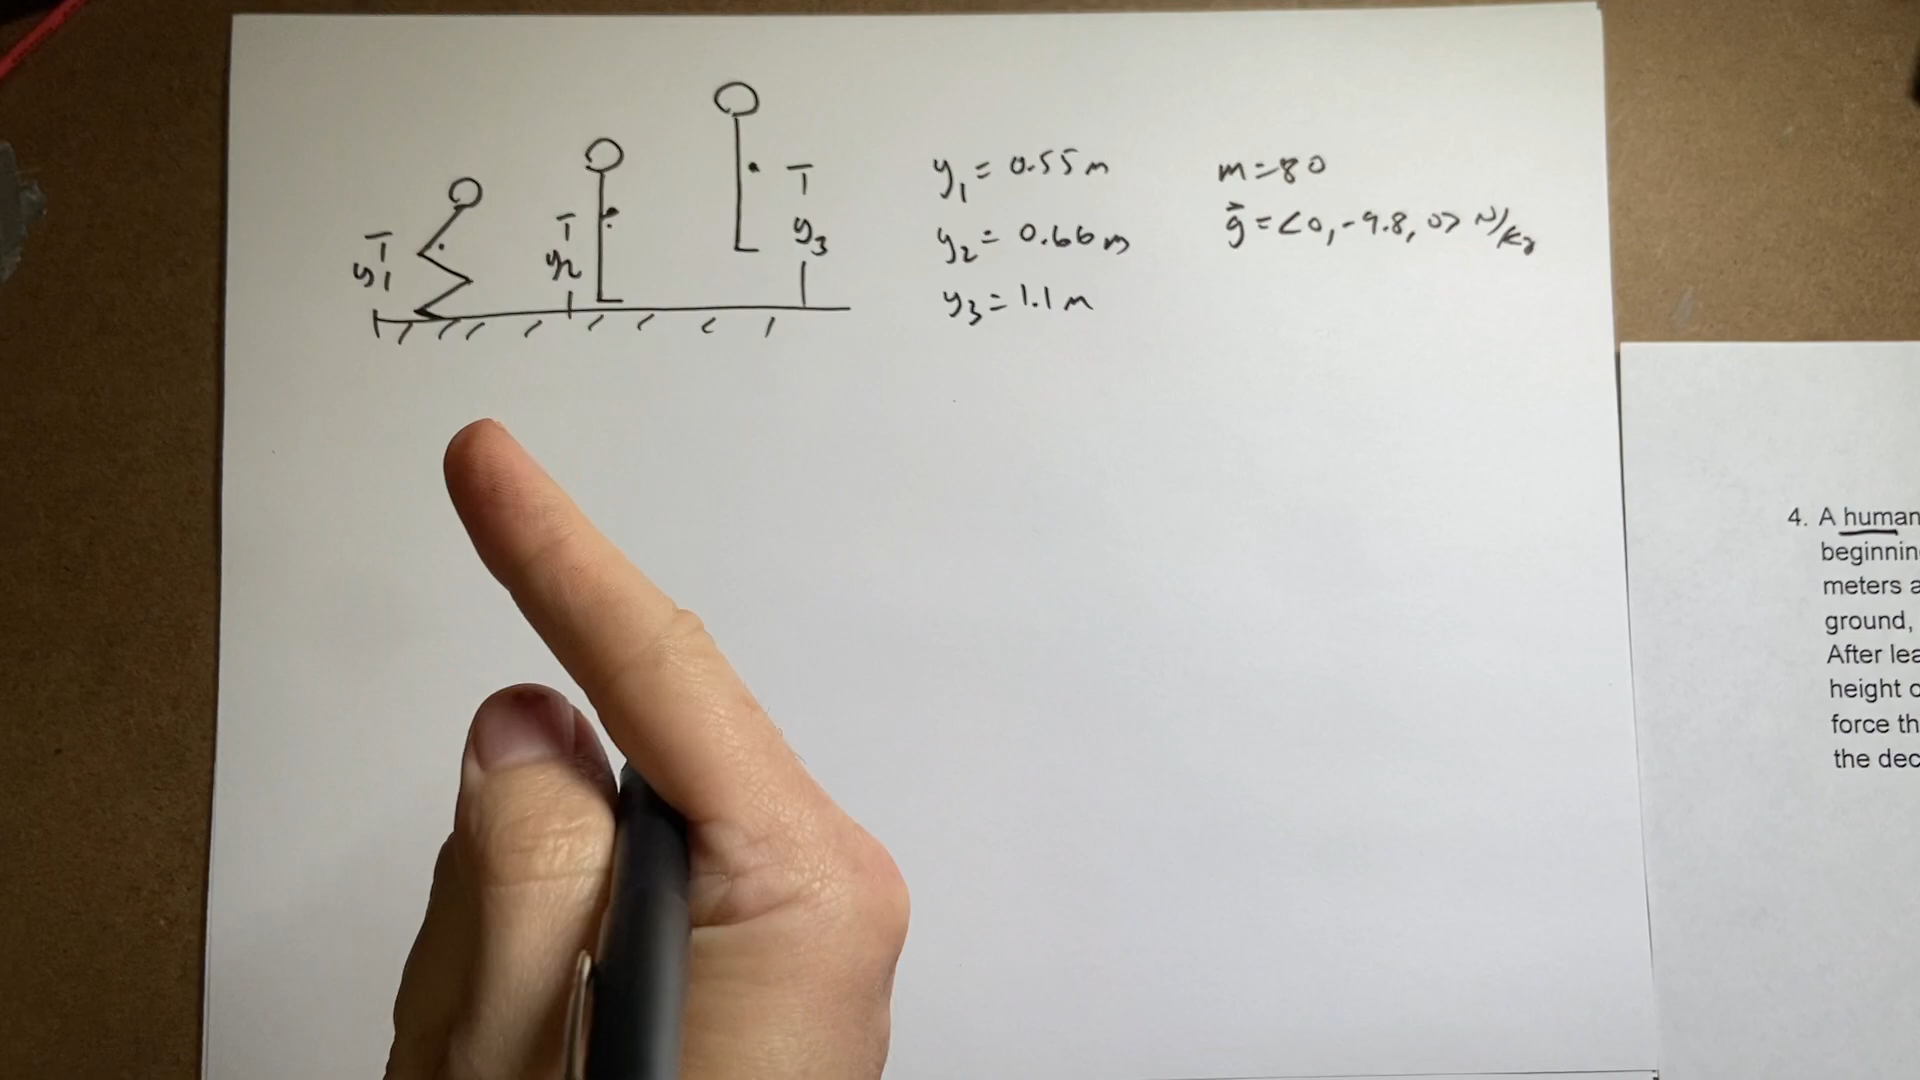 y₁
y₂
y₃
y₁ = 0.55 m
y₂ = 0.66 m
y₃ = 1.1 m
m = 80
g⃗ = <0, -9.8, 0> N/kg
4. A human
beginnin
meters a
ground,
After lea
height o
force th
the dec